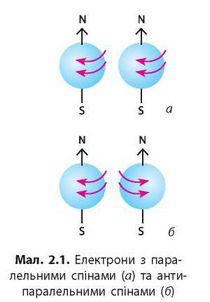 N N
S S
а
N N
S S
б
Мал. 2.1. Електрони з пара-
лельними спінами (а) та анти-
паралельними спінами (б)